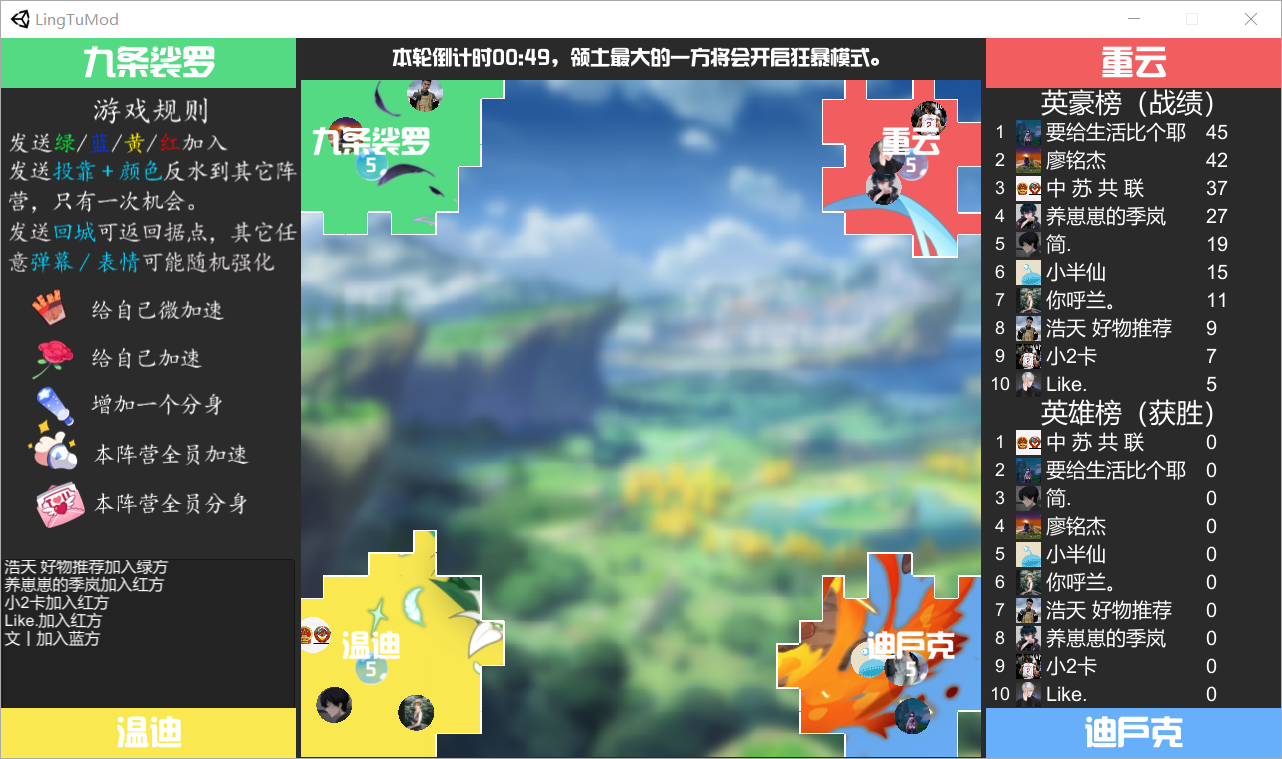 LingTuMod
九条裟罗
本轮倒计时00:49，领土最大的一方将会开启狂暴模式。
重云
游戏规则
发送绿/蓝/黄/红加入
发送投靠＋颜色反水到其它阵
营，只有一次机会。
发送回城可返回据点，其它任
意弹幕／表情可能随机强化
给自己微加速
给自己加速
增加一个分身
本阵营全员加速
本阵营全员分身
浩天 好物推荐加入绿方
养崽崽的季岚加入红方
小2卡加入红方
Like.加入红方
文丨加入蓝方
温迪
九条裟罗
5
重云
5
温迪
5
迪卢克
5
英豪榜（战绩）
1 要给生活比个耶 45
2 廖铭杰 42
3 中 苏 共 联 37
4 养崽崽的季岚 27
5 简. 19
6 小半仙 15
7 你呼兰。 11
8 浩天 好物推荐 9
9 小2卡 7
10 Like. 5
英雄榜（获胜）
1 中 苏 共 联 0
2 要给生活比个耶 0
3 简. 0
4 廖铭杰 0
5 小半仙 0
6 你呼兰。 0
7 浩天 好物推荐 0
8 养崽崽的季岚 0
9 小2卡 0
10 Like. 0
迪卢克